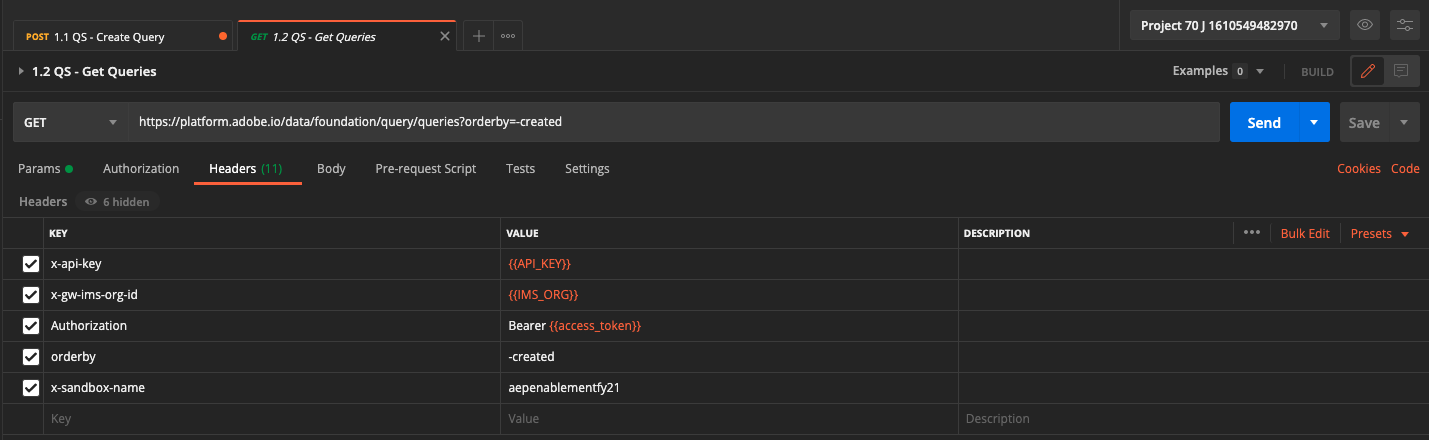 POST 1.1 QS - Create Query GET 1.2 QS - Get Queries Project 70 J 1610549482970
1.2 QS - Get Queries Examples 0 BUILD
GET https://platform.adobe.io/data/foundation/query/queries?orderby=-created Send Save
Params Authorization Headers (11) Body Pre-request Script Tests Settings Cookies Code
Headers 6 hidden
KEY VALUE DESCRIPTION Bulk Edit Presets
x-api-key {{API_KEY}}
x-gw-ims-org-id {{IMS_ORG}}
Authorization Bearer {{access_token}}
orderby -created
x-sandbox-name aepenablementfy21
Key Value Description